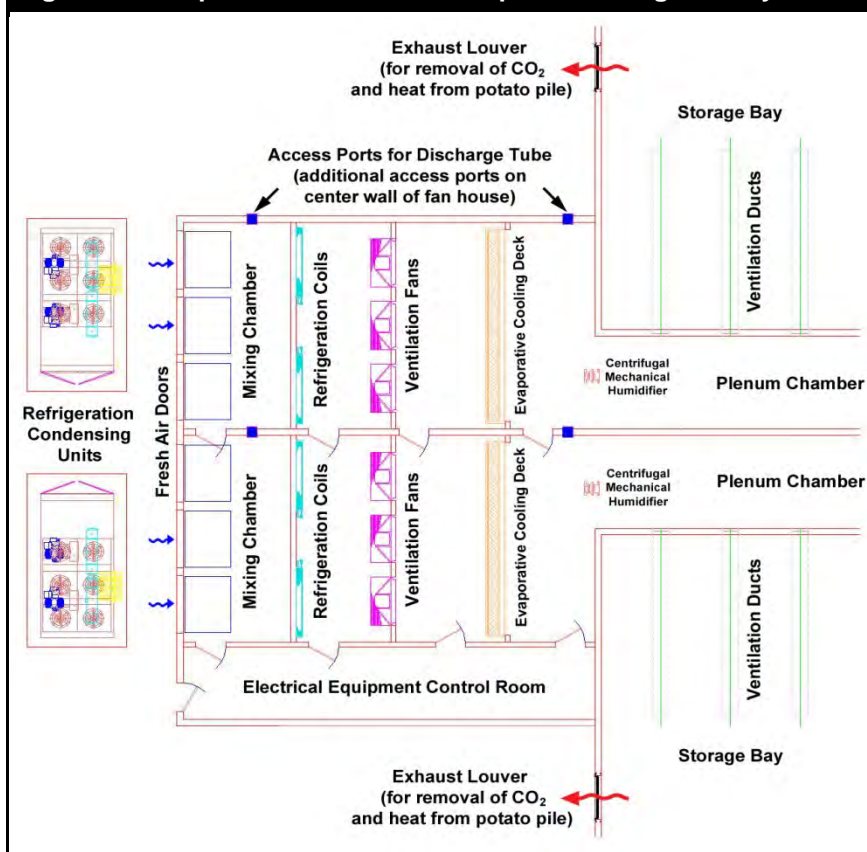 Exhaust Louver
(for removal of CO₂
and heat from potato pile)
Storage Bay
Access Ports for Discharge Tube
(additional access ports on
center wall of fan house)
Fresh Air Doors
Mixing Chamber
Refrigeration Coils
Ventilation Fans
Evaporative Cooling Deck
Ventilation Ducts
Centrifugal
Mechanical
Humidifier
Plenum Chamber
Refrigeration
Condensing
Units
Mixing Chamber
Refrigeration Coils
Ventilation Fans
Evaporative Cooling Deck
Centrifugal
Mechanical
Humidifier
Plenum Chamber
Ventilation Ducts
Electrical Equipment Control Room
Storage Bay
Exhaust Louver
(for removal of CO₂
and heat from potato pile)